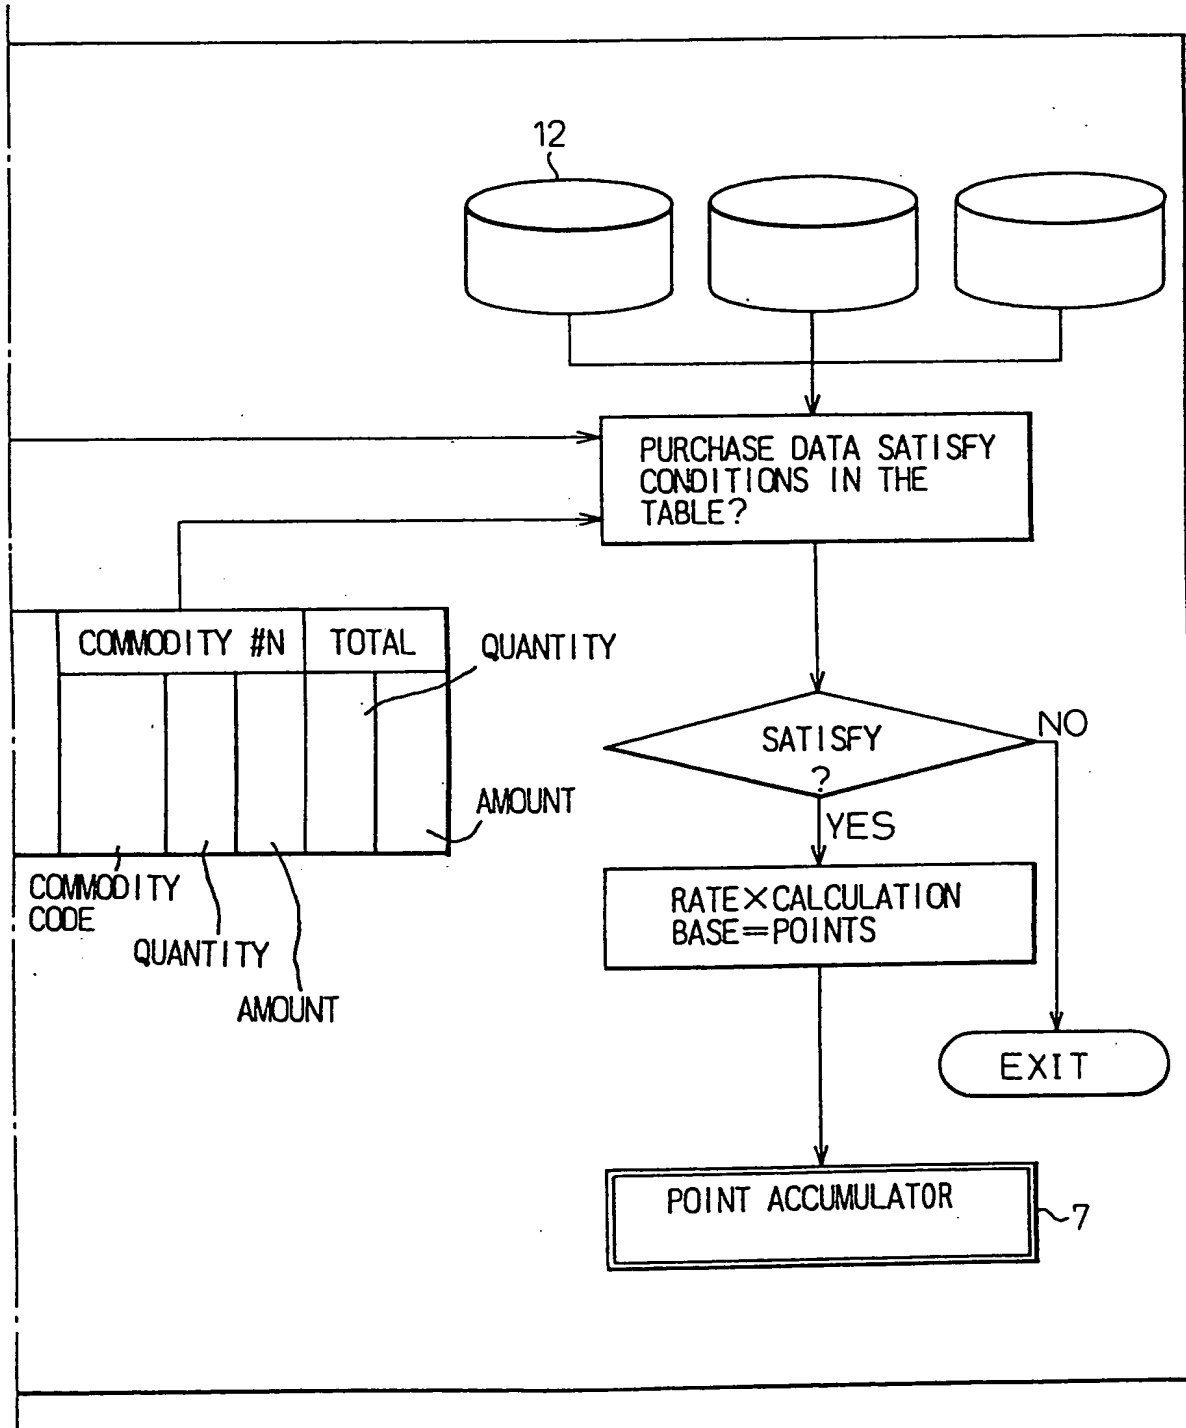 12
PURCHASE DATA SATISFY
CONDITIONS IN THE
TABLE?
COMMODITY #N
TOTAL
QUANTITY
SATISFY
?
NO
YES
AMOUNT
COMMODITY
CODE
QUANTITY
AMOUNT
RATE×CALCULATION
BASE=POINTS
EXIT
POINT ACCUMULATOR
7